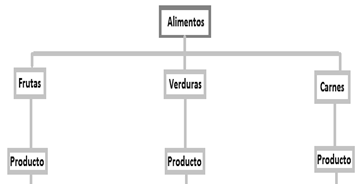 Alimentos
Frutas
Verduras
Carnes
Producto
Producto
Producto